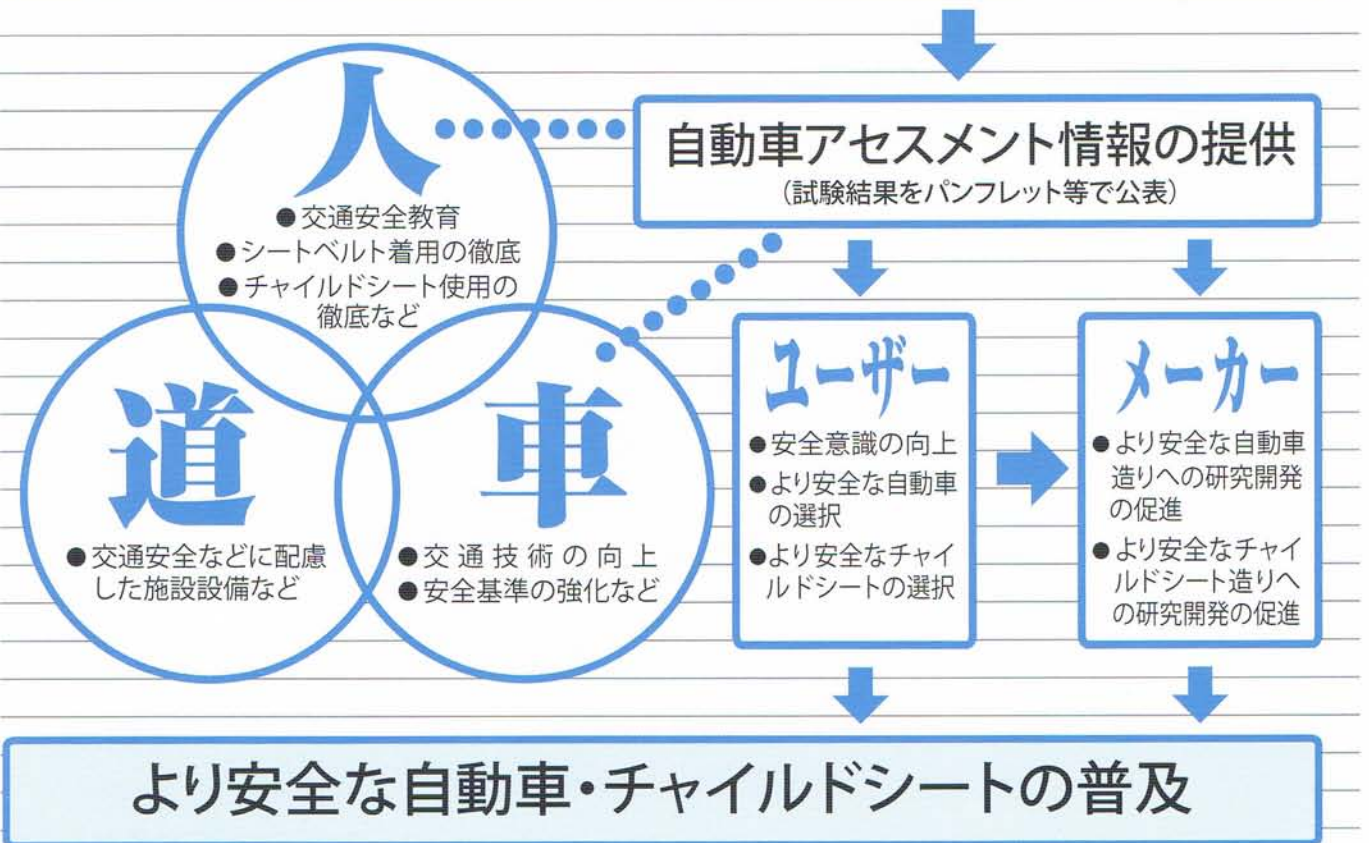 人
● 交通安全教育
● シートベルト着用の徹底
● チャイルドシート使用の
徹底など
道
● 交通安全などに配慮
した施設設備など
車
● 交通技術の向上
● 安全基準の強化など
自動車アセスメント情報の提供
(試験結果をパンフレット等で公表)
ユーザー
● 安全意識の向上
● より安全な自動車
の選択
● より安全なチャイ
ルドシートの選択
メーカー
● より安全な自動車
造りへの研究開発
の促進
● より安全なチャイ
ルドシート造りへ
の研究開発の促進
より安全な自動車・チャイルドシートの普及